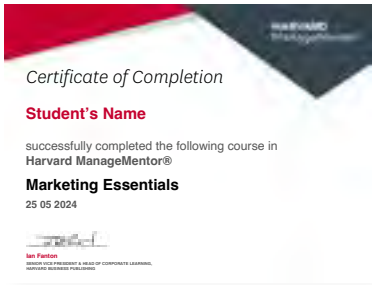 HARVARD
ManageMentor
Certificate of Completion
Student's Name
successfully completed the following course in
Harvard ManageMentor®
Marketing Essentials
25 05 2024
Ian Fanton
SENIOR VICE PRESIDENT & HEAD OF CORPORATE LEARNING,
HARVARD BUSINESS PUBLISHING